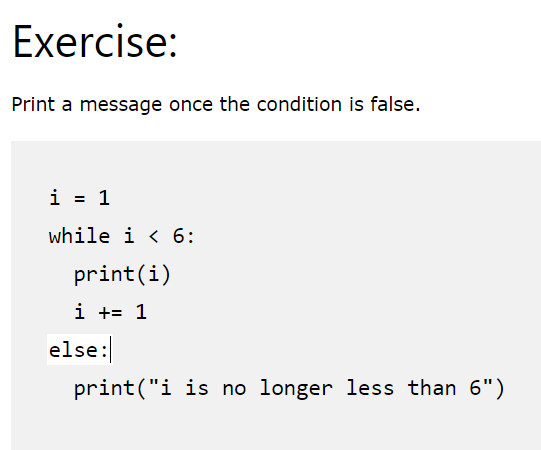 Exercise:
Print a message once the condition is false.
i = 1
while i < 6:
  print(i)
  i += 1
else:
  print("i is no longer less than 6")